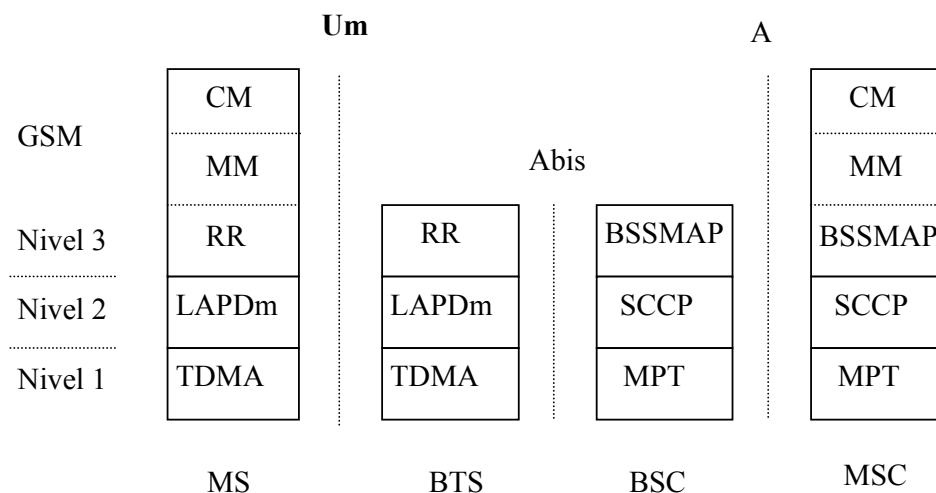 Um
A
CM
CM
GSM
Abis
MM
MM
Nivel 3
RR
RR
BSSMAP
BSSMAP
Nivel 2
LAPDm
LAPDm
SCCP
SCCP
Nivel 1
TDMA
TDMA
MPT
MPT
MS
BTS
BSC
MSC